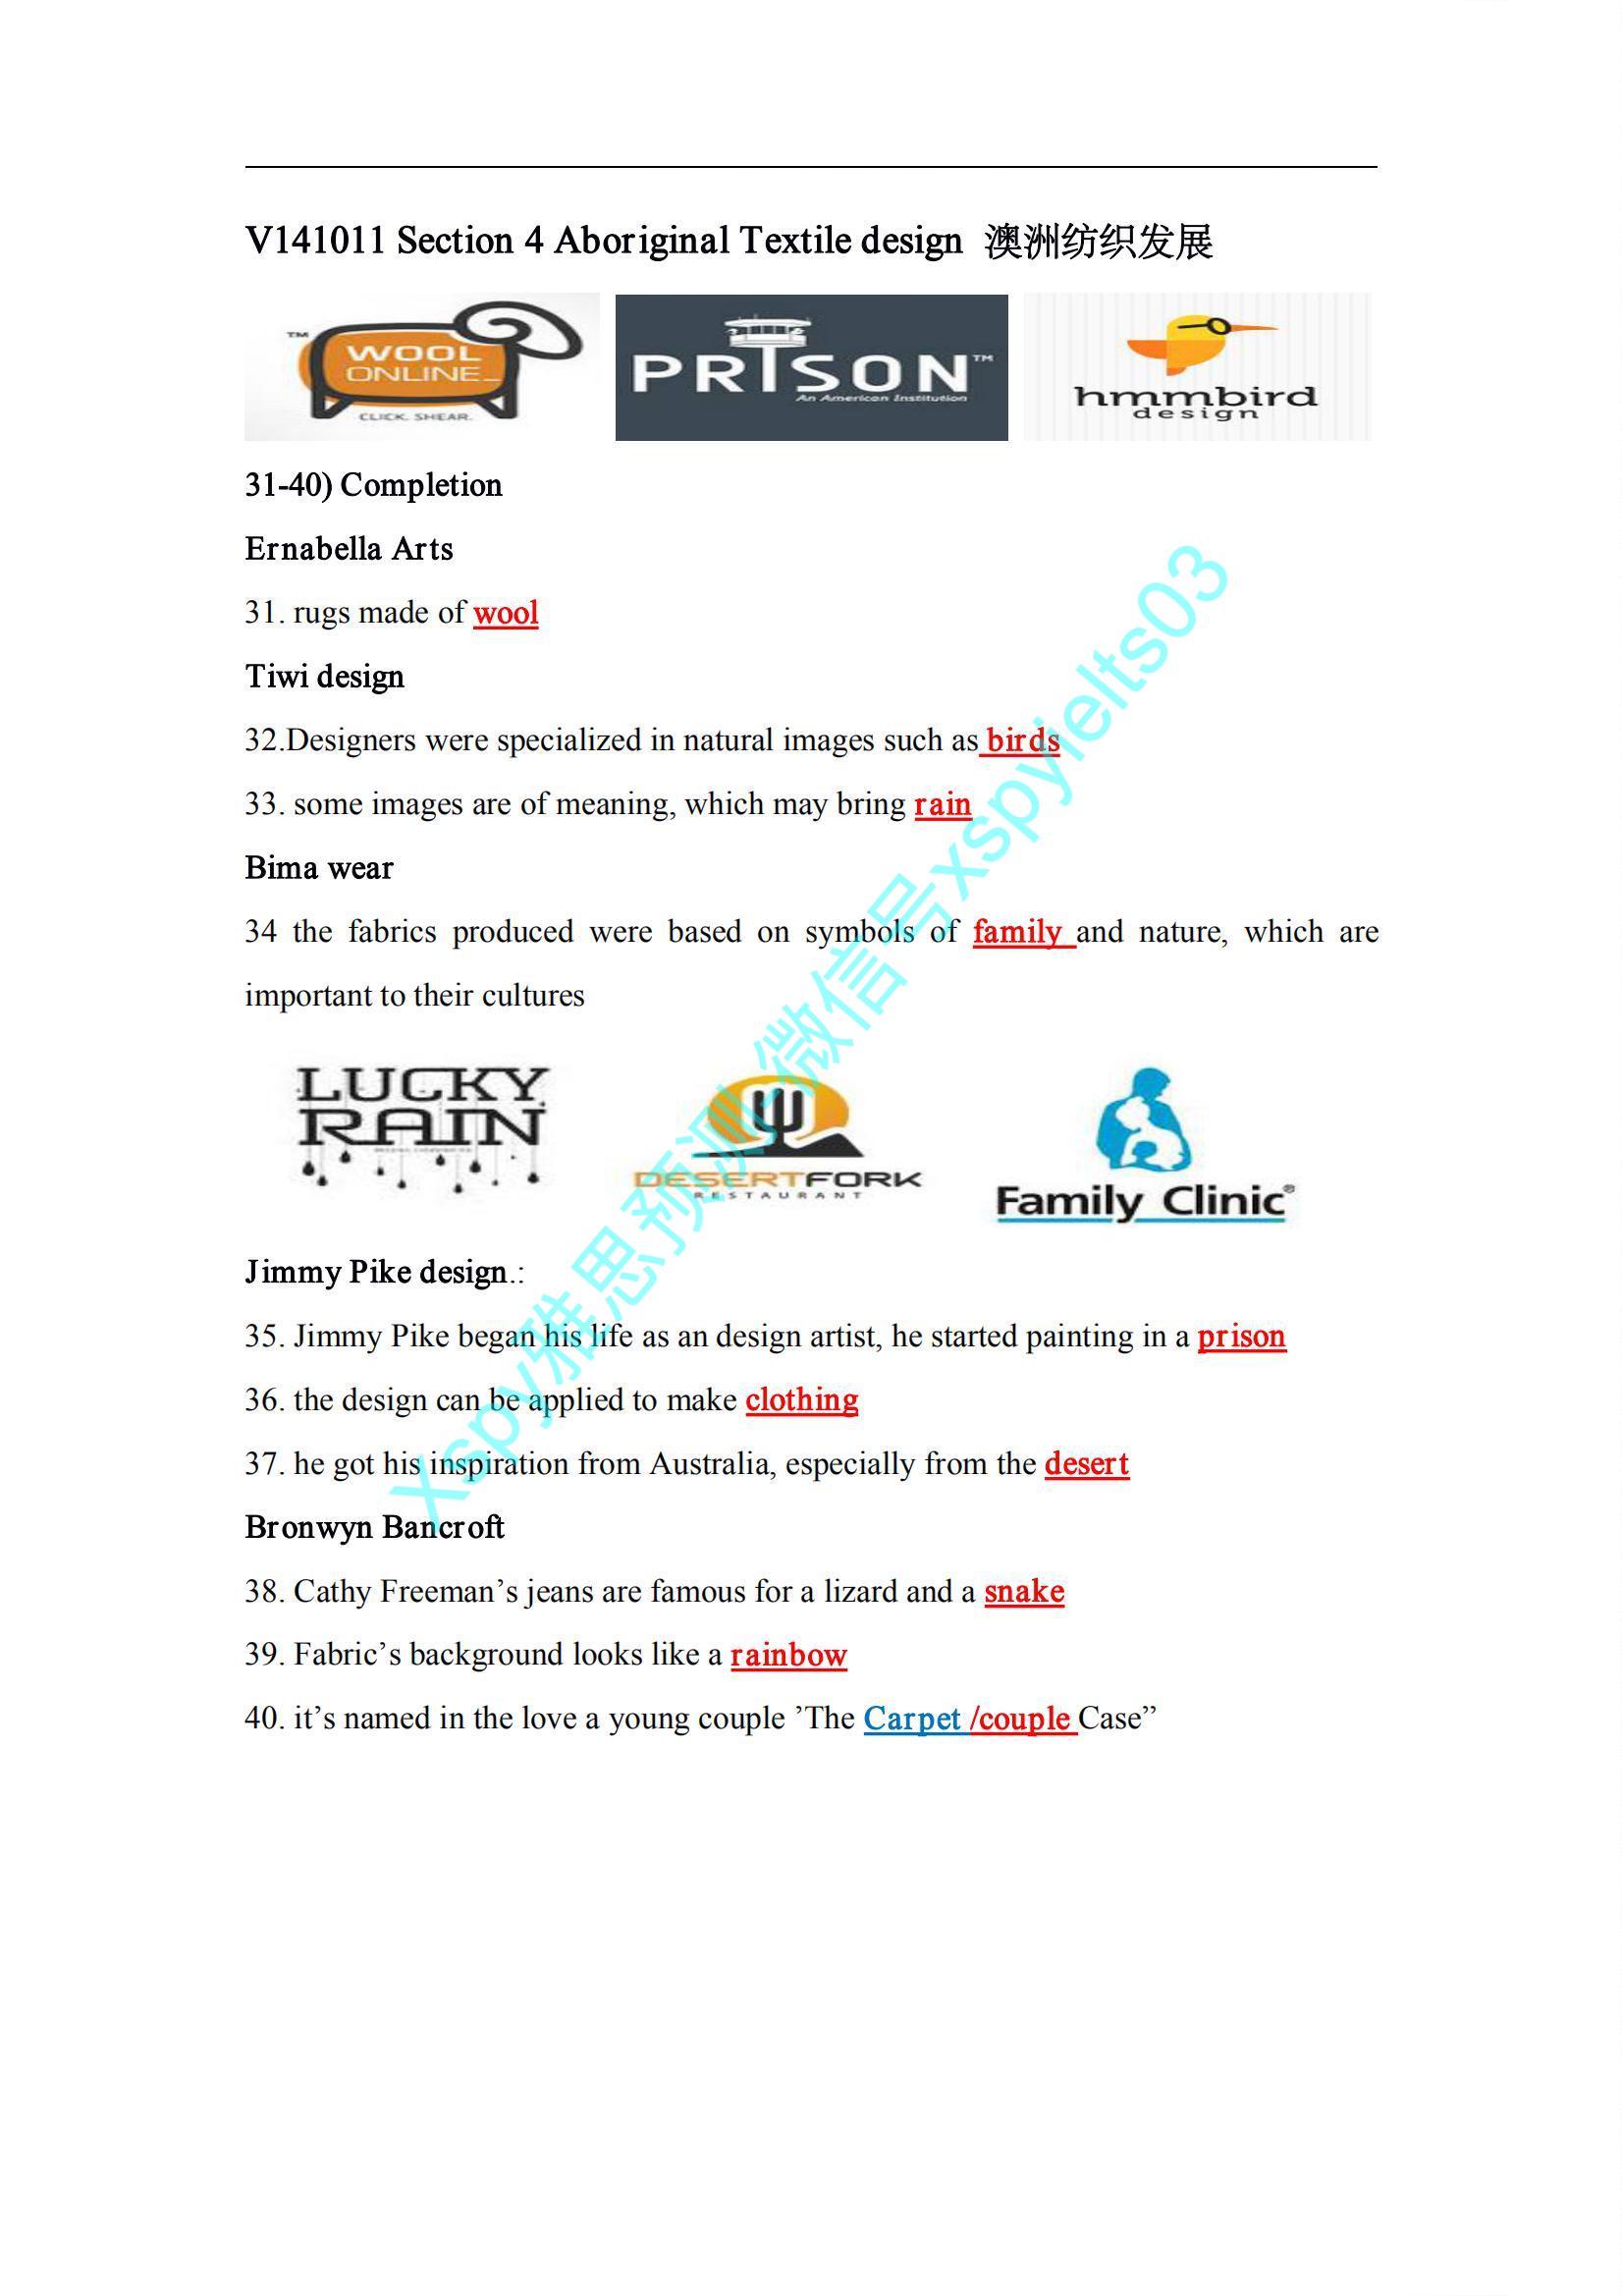 V141011 Section 4 Aboriginal Textile design 澳洲纺织发展
™ WOOL
ONLINE_
CLICK. SHEAR.
PRISON™
An American Institution
hmmbird
design
31-40) Completion
Ernabella Arts
31. rugs made of wool
Tiwi design
32.Designers were specialized in natural images such as birds
33. some images are of meaning, which may bring rain
Bima wear
34 the fabrics produced were based on symbols of family and nature, which are
important to their cultures
LUCKY
RAIN
DESERTFORK
RESTAURANT
Family Clinic®
Jimmy Pike design.:
35. Jimmy Pike began his life as an design artist, he started painting in a prison
36. the design can be applied to make clothing
37. he got his inspiration from Australia, especially from the desert
Bronwyn Bancroft
38. Cathy Freeman’s jeans are famous for a lizard and a snake
39. Fabric’s background looks like a rainbow
40. it’s named in the love a young couple ’The Carpet /couple Case”
Xspy雅思预测-微信号xspyielts03